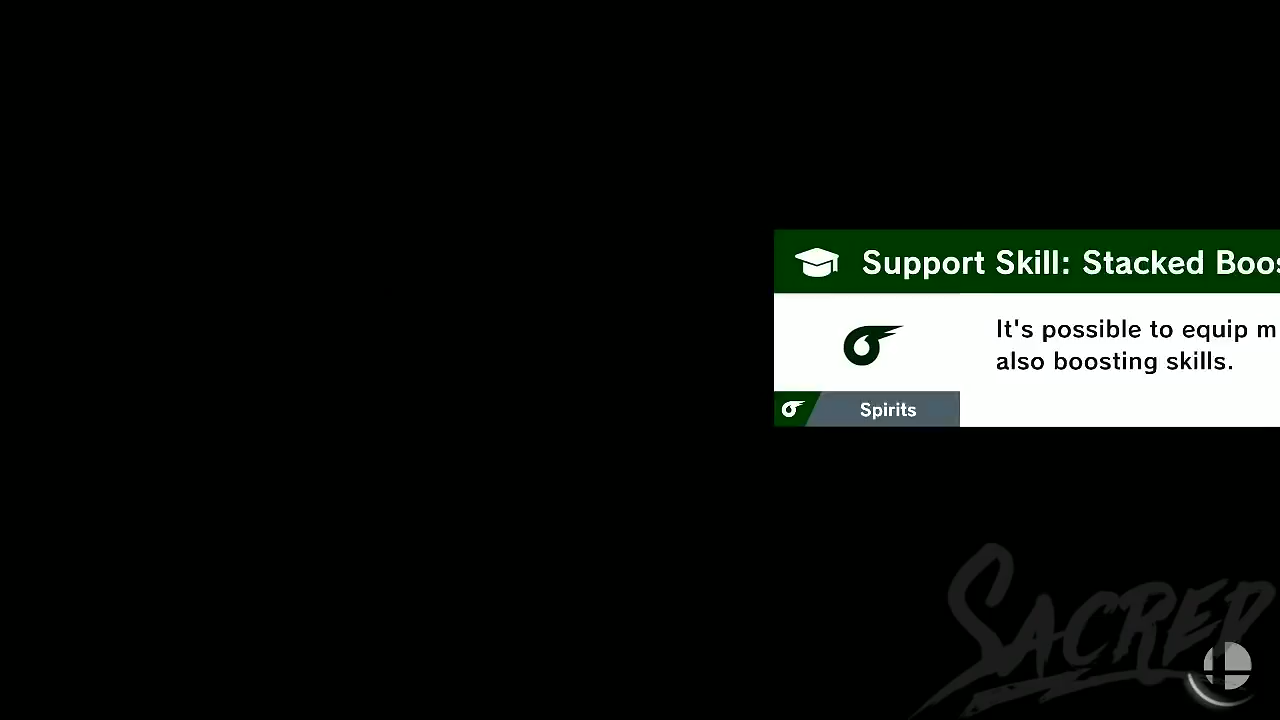 Support Skill: Stacked Boos
It's possible to equip m
also boosting skills.
Spirits
SACRED